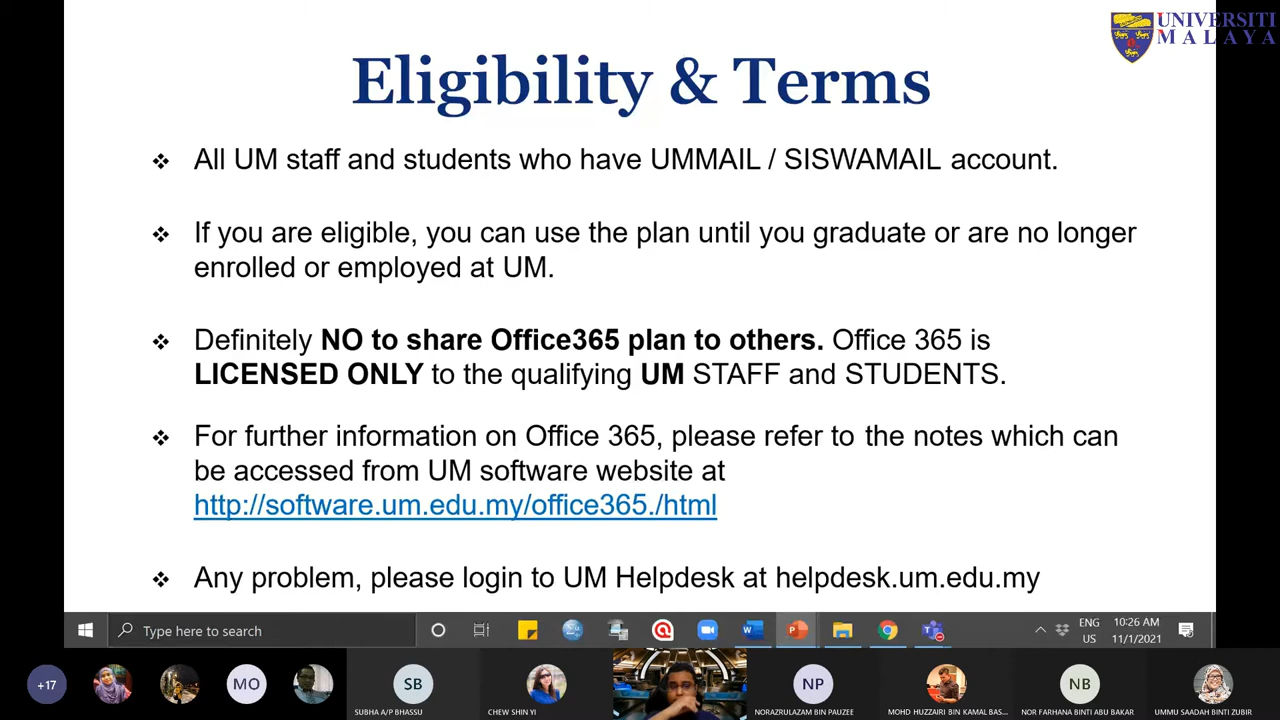 UNIVERSITI
MALAYA
Eligibility & Terms
❖ All UM staff and students who have UMMAIL / SISWAMAIL account.
❖ If you are eligible, you can use the plan until you graduate or are no longer
enrolled or employed at UM.
❖ Definitely NO to share Office365 plan to others. Office 365 is
LICENSED ONLY to the qualifying UM STAFF and STUDENTS.
❖ For further information on Office 365, please refer to the notes which can
be accessed from UM software website at
http://software.um.edu.my/office365./html
❖ Any problem, please login to UM Helpdesk at helpdesk.um.edu.my
Type here to search
ENG
US
10:26 AM
11/1/2021
+17
MO
SB
SUBHA A/P BHASSU
CHEW SHIN YI
NP
NORAZRULAZAM BIN PAUZEE
MOHD HUZZAIRI BIN KAMAL BAS...
NB
NOR FARHANA BINTI ABU BAKAR
UMMU SAADAH BINTI ZUBIR